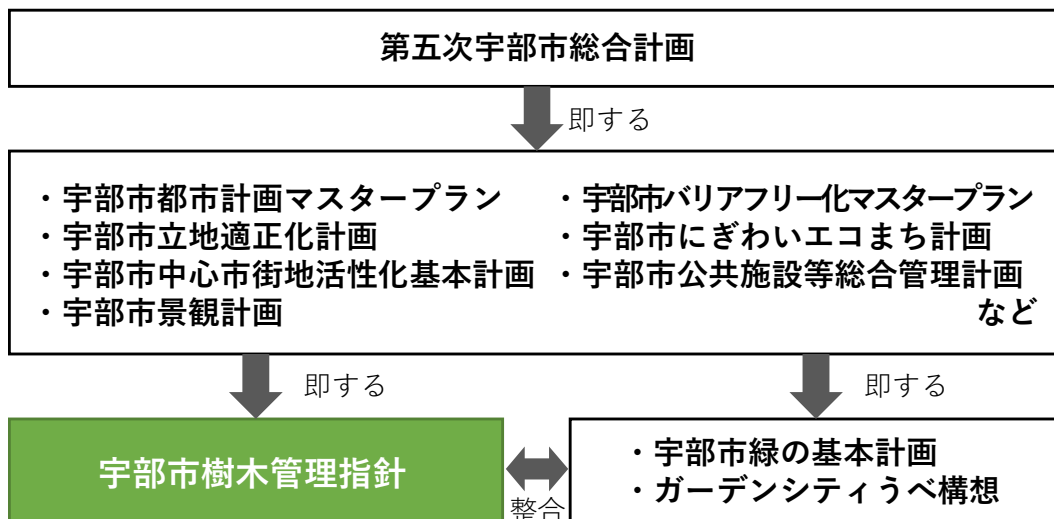 第五次宇部市総合計画
即する
・宇部市都市計画マスタープラン
・宇部市立地適正化計画
・宇部市中心市街地活性化基本計画
・宇部市景観計画
・宇部市バリアフリー化マスタープラン
・宇部市にぎわいエコまち計画
・宇部市公共施設等総合管理計画
など
即する
即する
宇部市樹木管理指針
整合
・宇部市緑の基本計画
・ガーデンシティうべ構想